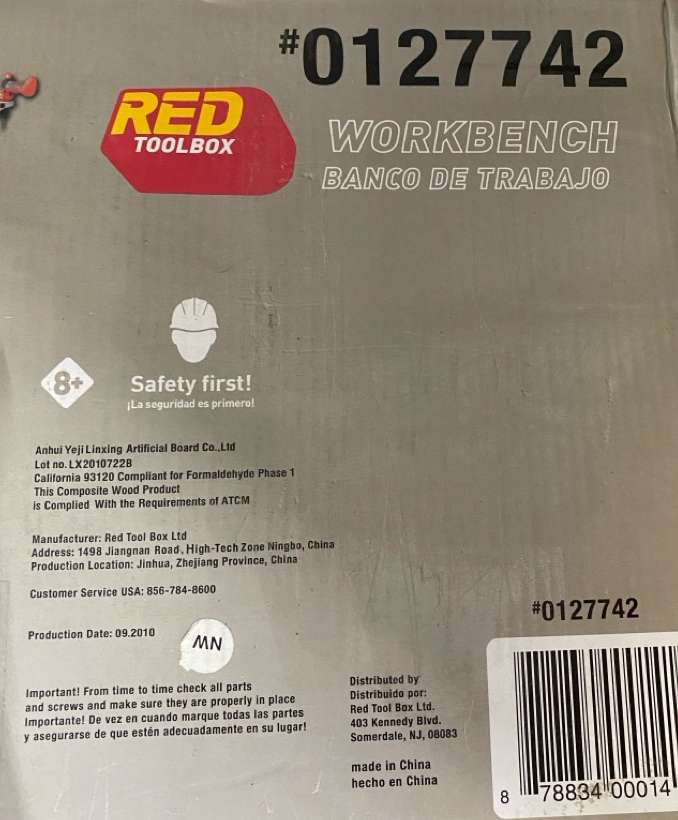 #0127742
RED
TOOLBOX
WORKBENCH
BANCO DE TRABAJO
8+
Safety first!
¡La seguridad es primero!
Anhui Yeji Linxing Artificial Board Co.,Ltd
Lot no. LX2010722B
California 93120 Compliant for Formaldehyde Phase 1
This Composite Wood Product
is Complied With the Requirements of ATCM
Manufacturer: Red Tool Box Ltd
Address: 1498 Jiangnan Road, High-Tech Zone Ningbo, China
Production Location: Jinhua, Zhejiang Province, China
Customer Service USA: 856-784-8600
Production Date: 09.2010
NW
Important! From time to time check all parts
and screws and make sure they are properly in place
Importante! De vez en cuando marque todas las partes
y asegurarse de que estén adecuadamente en su lugar!
Distributed by
Distribuido por:
Red Tool Box Ltd.
403 Kennedy Blvd.
Somerdale, NJ, 08083
made in China
hecho en China
#0127742
8 78834 00014